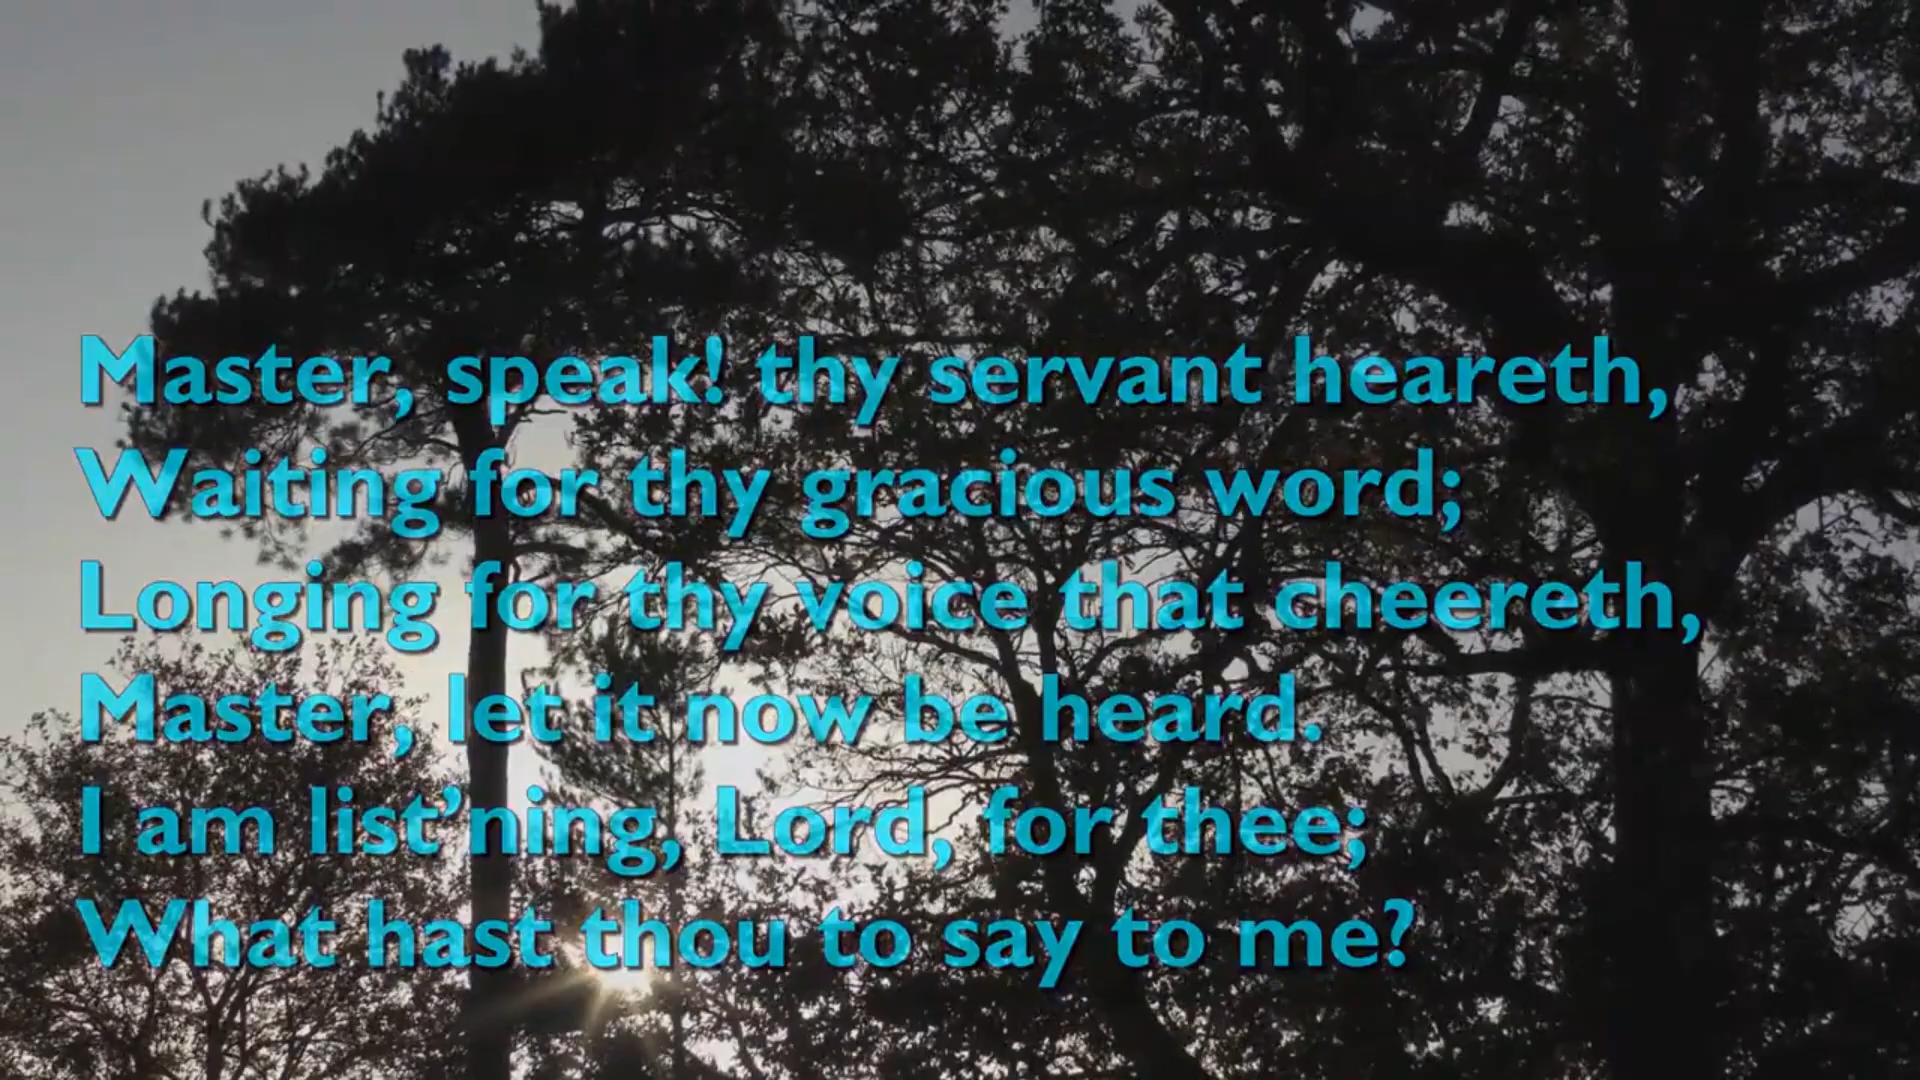 Master, speak! thy servant heareth,
Waiting for thy gracious word;
Longing for thy voice that cheereth,
Master, let it now be heard.
I am list’ning, Lord, for thee;
What hast thou to say to me?